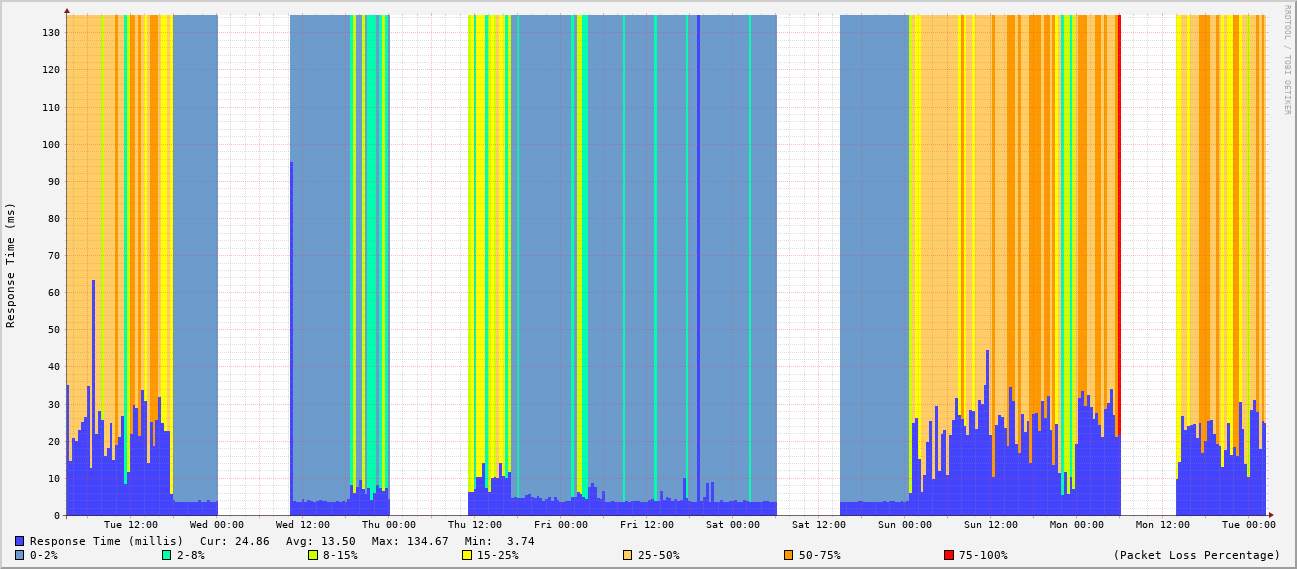 RRDTOOL / TOBI OETIKER
Response Time (ms)
130
120
110
100
90
80
70
60
50
40
30
20
10
0
Tue 12:00 Wed 00:00 Wed 12:00 Thu 00:00 Thu 12:00 Fri 00:00 Fri 12:00 Sat 00:00 Sat 12:00 Sun 00:00 Sun 12:00 Mon 00:00 Mon 12:00 Tue 00:00
Response Time (millis) Cur: 24.86 Avg: 13.50 Max: 134.67 Min: 3.74
0-2% 2-8% 8-15% 15-25% 25-50% 50-75% 75-100% (Packet Loss Percentage)